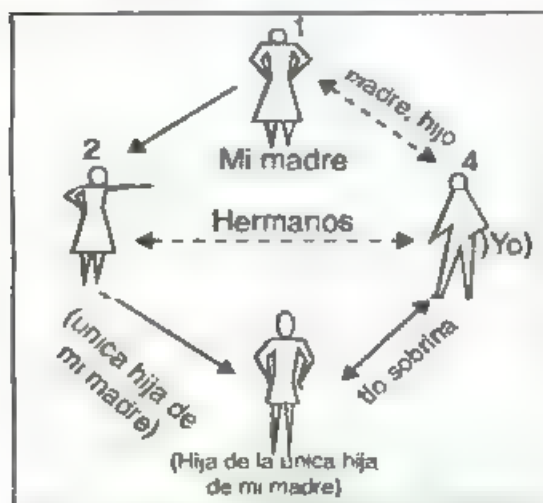 1
Mi madre
madre, hijo
2
4
Hermanos
(Yo)
(unica hija de
mi madre)
tío sobrina
(Hija de la única hija
de mi madre)